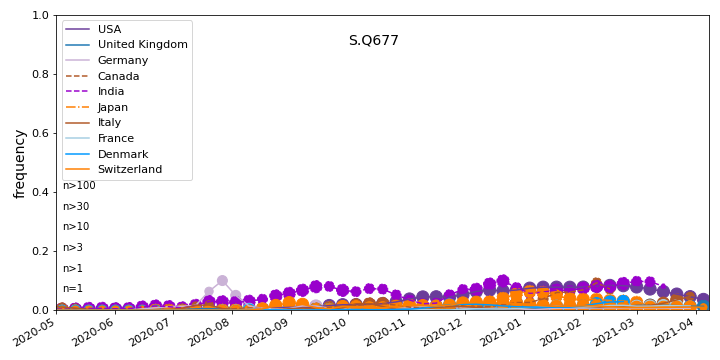 S.Q677
frequency
1.0
0.8
0.6
0.4
0.2
0.0
USA
United Kingdom
Germany
Canada
India
Japan
Italy
France
Denmark
Switzerland
n>100
n>30
n>10
n>3
n>1
n=1
2020-05
2020-06
2020-07
2020-08
2020-09
2020-10
2020-11
2020-12
2021-01
2021-02
2021-03
2021-04